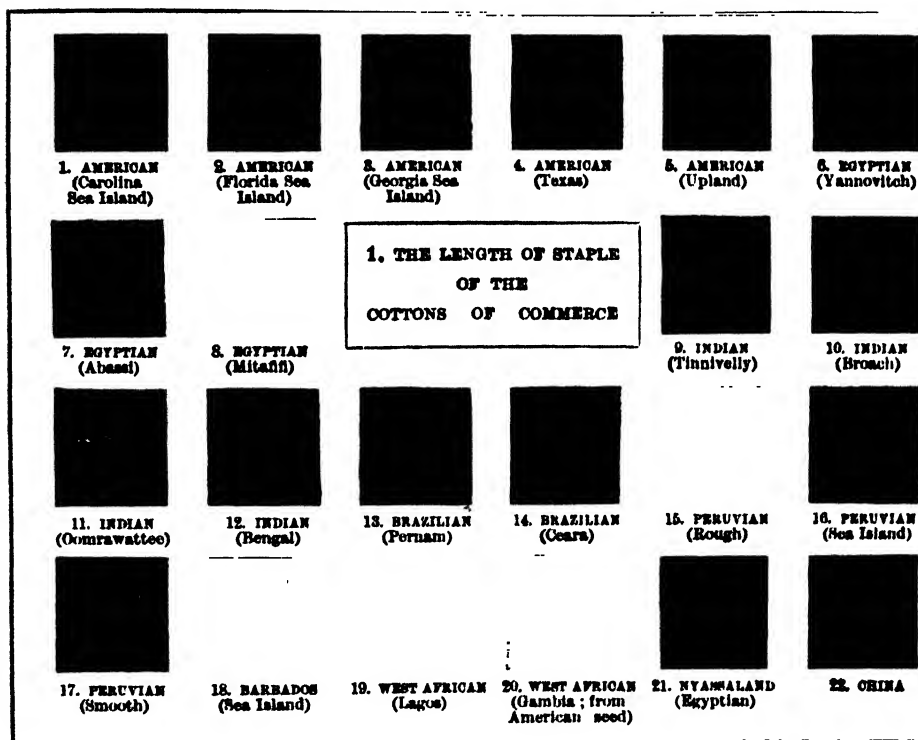 1. AMERICAN
(Carolina
Sea Island)
2. AMERICAN
(Florida Sea
Island)
3. AMERICAN
(Georgia Sea
Island)
4. AMERICAN
(Texas)
5. AMERICAN
(Upland)
6. EGYPTIAN
(Yannovitch)
7. EGYPTIAN
(Abassi)
8. EGYPTIAN
(Mitafifi)
1. THE LENGTH OF STAPLE
OF THE
COTTONS OF COMMERCE
9. INDIAN
(Tinnivelly)
10. INDIAN
(Broach)
11. INDIAN
(Oomrawattee)
12. INDIAN
(Bengal)
13. BRAZILIAN
(Pernam)
14. BRAZILIAN
(Ceara)
15. PERUVIAN
(Rough)
16. PERUVIAN
(Sea Island)
17. PERUVIAN
(Smooth)
18. BARBADOS
(Sea Island)
19. WEST AFRICAN
(Lagos)
20. WEST AFRICAN
(Gambia ; from
American seed)
21. NYASSALAND
(Egyptian)
22. CHINA